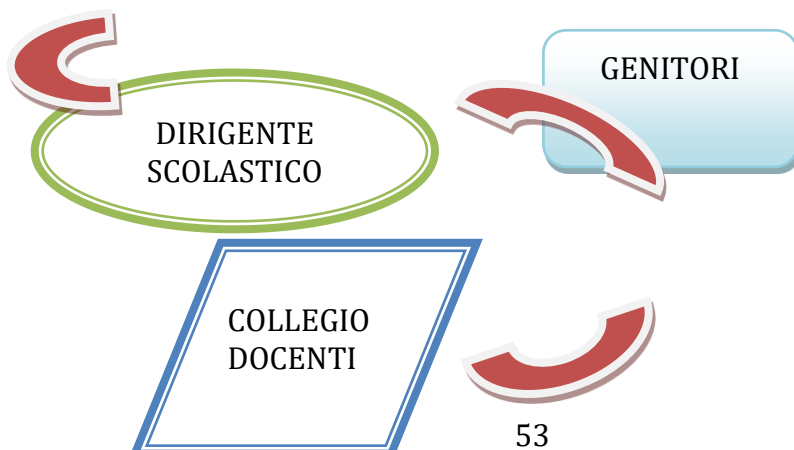 GENITORI
DIRIGENTE
SCOLASTICO
COLLEGIO
DOCENTI
53